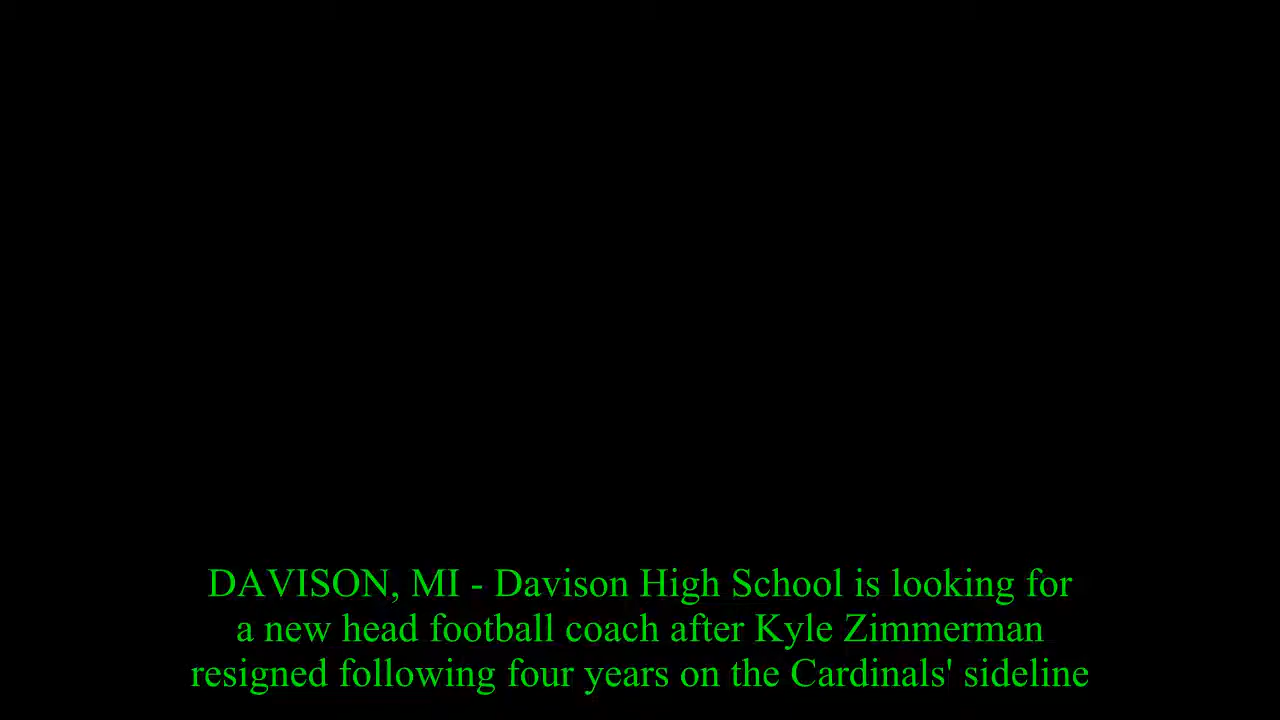 DAVISON, MI - Davison High School is looking for
a new head football coach after Kyle Zimmerman
resigned following four years on the Cardinals' sideline